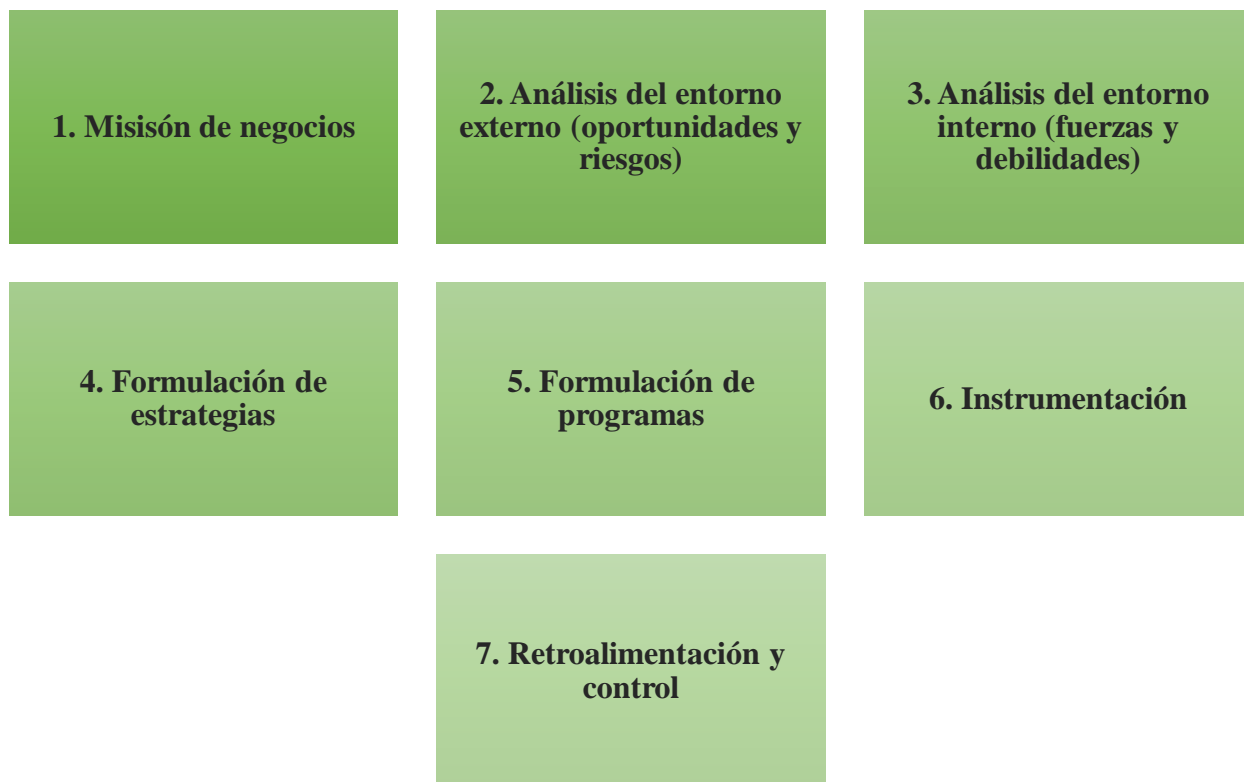 1. Misisón de negocios
2. Análisis del entorno
externo (oportunidades y
riesgos)
3. Análisis del entorno
interno (fuerzas y
debilidades)
4. Formulación de
estrategias
5. Formulación de
programas
6. Instrumentación
7. Retroalimentación y
control